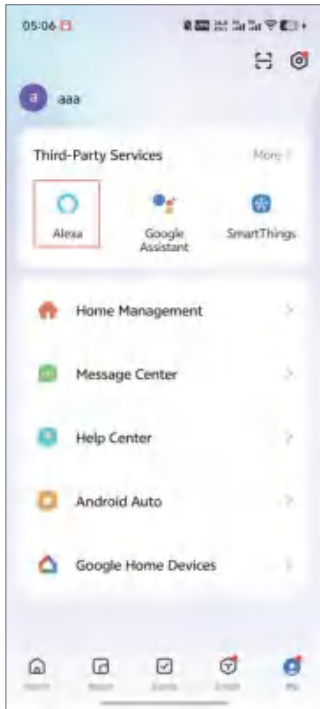 05:06
a
aaa
Third-Party Services
More
Alexa
Google
Assistant
SmartThings
Home Management
Message Center
Help Center
Android Auto
Google Home Devices
Me